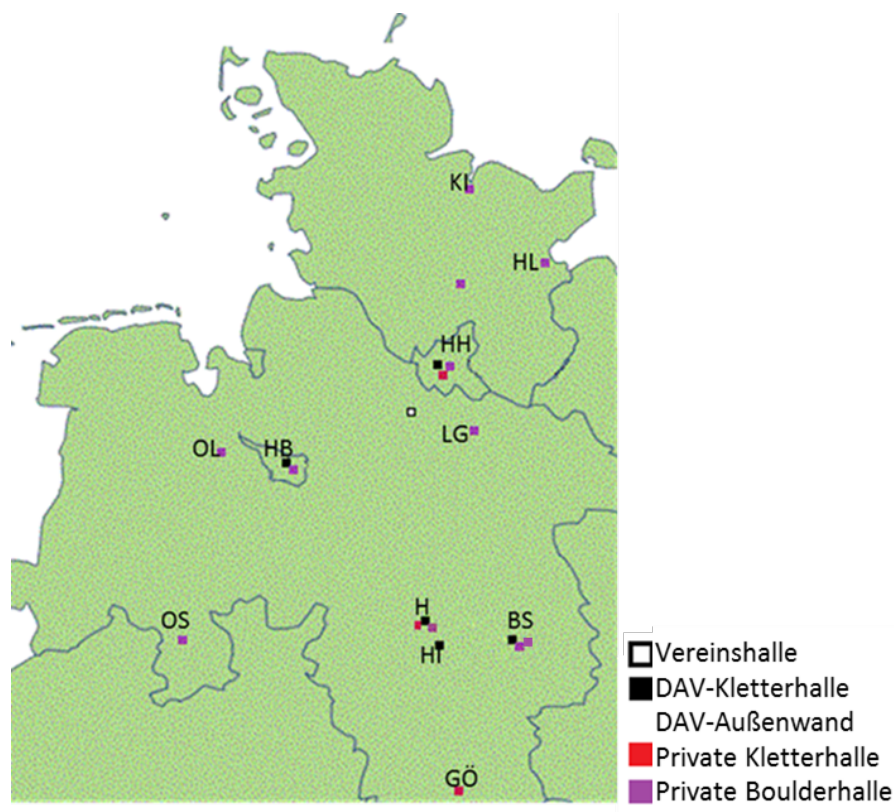 KI
HL
HH
LG
OL
HB
OS
H
BS
HI
GÖ
Vereinshalle
DAV-Kletterhalle
DAV-Außenwand
Private Kletterhalle
Private Boulderhalle